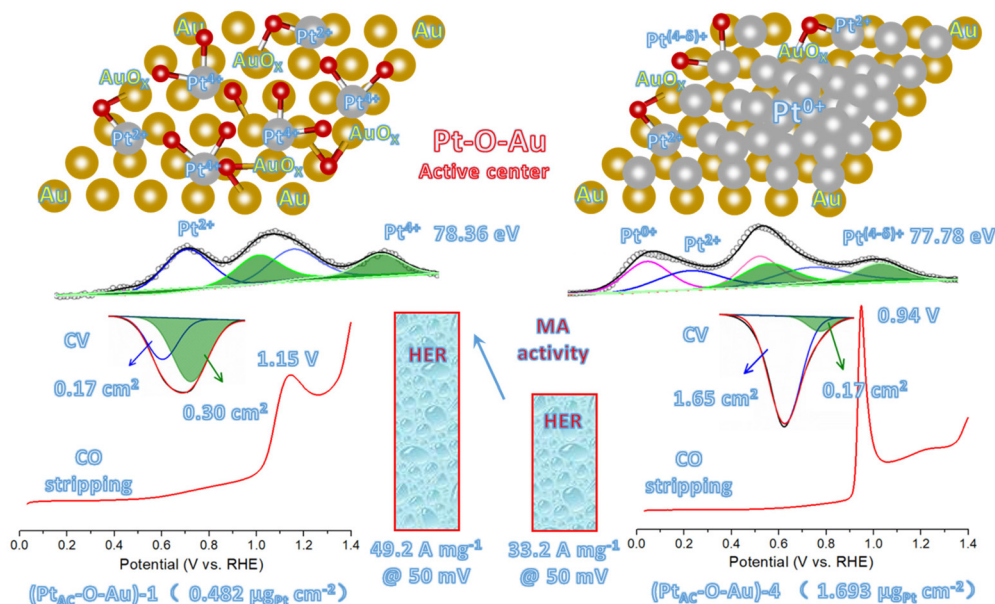 Au
Pt2+
Au
AuOX
AuOX
Pt4+
Pt4+
Pt2+
Pt4+
AuOX
Pt4+
AuOX
Au
Au
Pt-O-Au
Active center
Au
Pt(4-δ)+
Pt2+
Au
AuOX
AuOX
Pt0+
Pt2+
Au
Au
Pt2+
Pt4+ 78.36 eV
Pt0+
Pt2+
Pt(4-δ)+ 77.78 eV
CV
0.17 cm2
0.30 cm2
1.15 V
CO
stripping
HER
MA
activity
HER
CV
0.94 V
1.65 cm2
0.17 cm2
CO
stripping
0.0 0.2 0.4 0.6 0.8 1.0 1.2 1.4
Potential (V vs. RHE)
49.2 A mg-1
@ 50 mV
33.2 A mg-1
@ 50 mV
0.0 0.2 0.4 0.6 0.8 1.0 1.2 1.4
Potential (V vs. RHE)
(PtAC-O-Au)-1 ( 0.482 μgPt cm-2)
(PtAC-O-Au)-4 ( 1.693 μgPt cm-2)